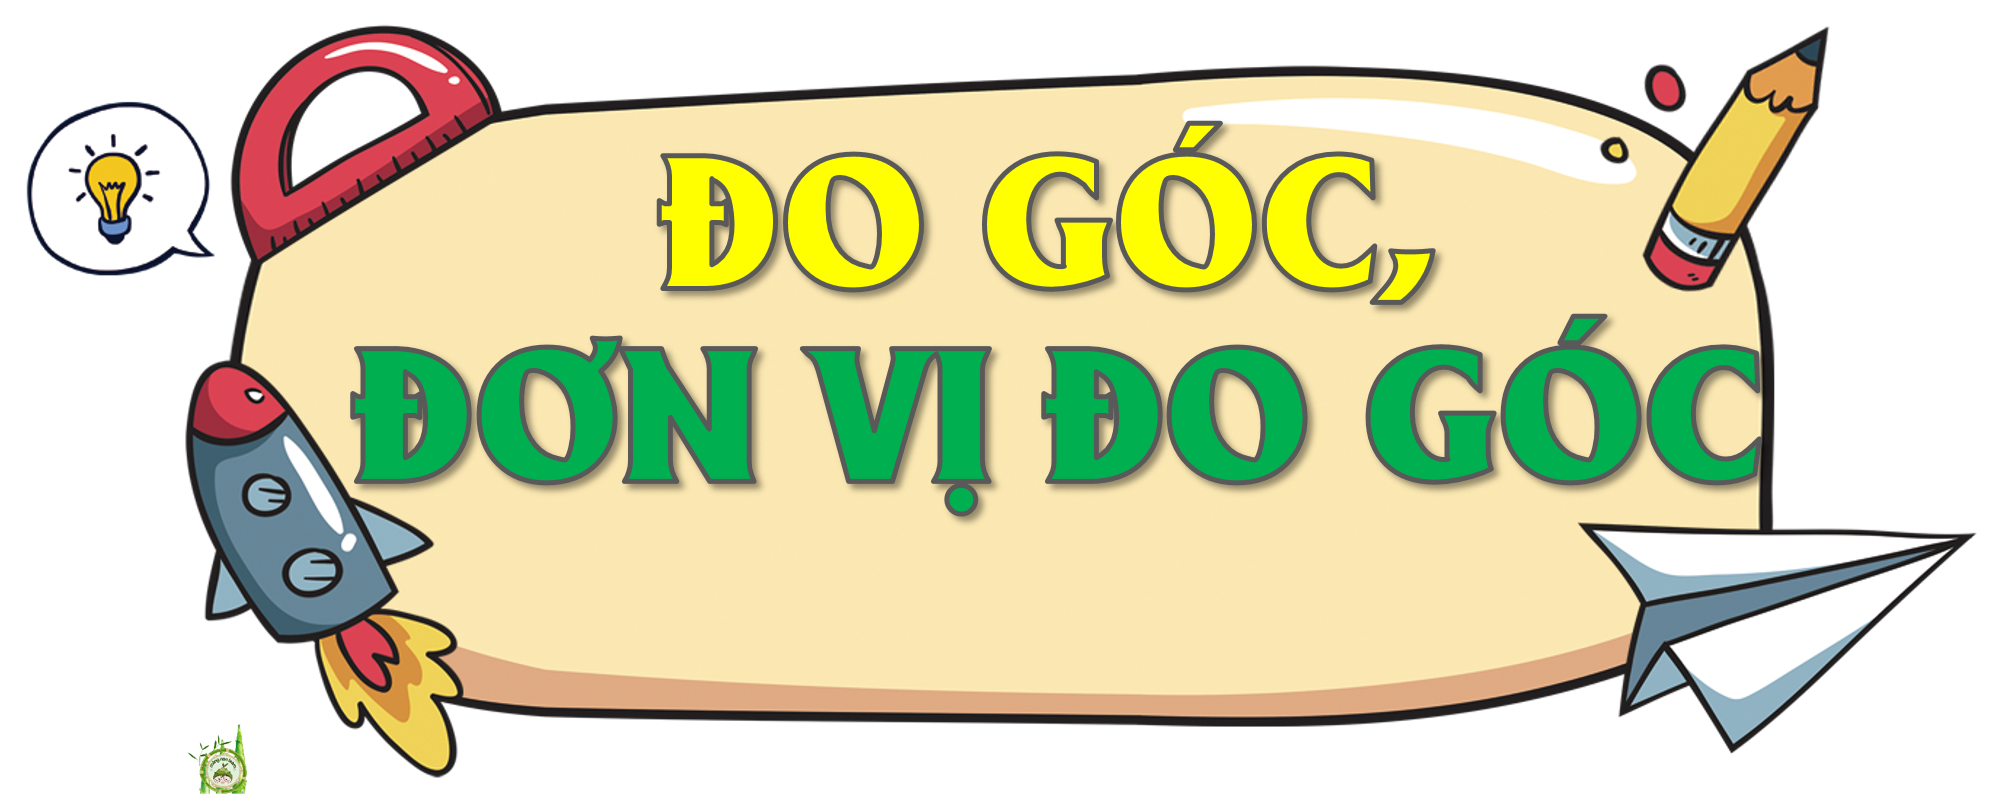 ĐO GÓC,
ĐƠN VỊ ĐO GÓC